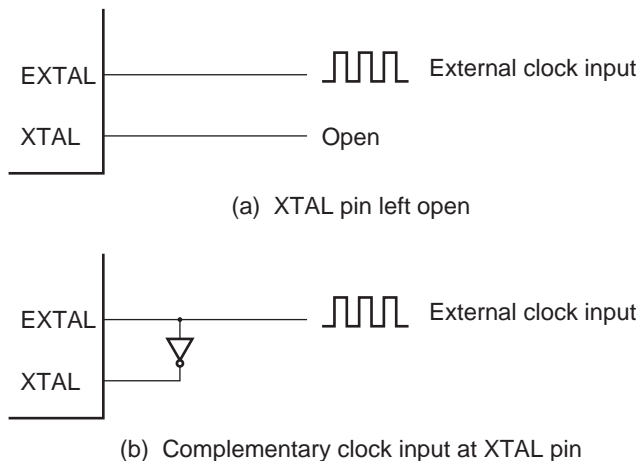 EXTAL External clock input
XTAL Open
(a) XTAL pin left open
EXTAL External clock input
XTAL
(b) Complementary clock input at XTAL pin